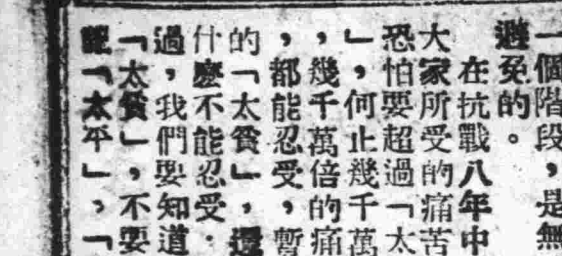 一個階段，是無
避免的。
在抗戰八年中
大家所受的痛苦
恐怕要超過「太
」，何止幾千萬
，幾千萬倍的痛
，都能忍受，暫
的「太貧」，還
什麼不能忍受．
過，我們要知道
「太貧」，不要
「太平」，「